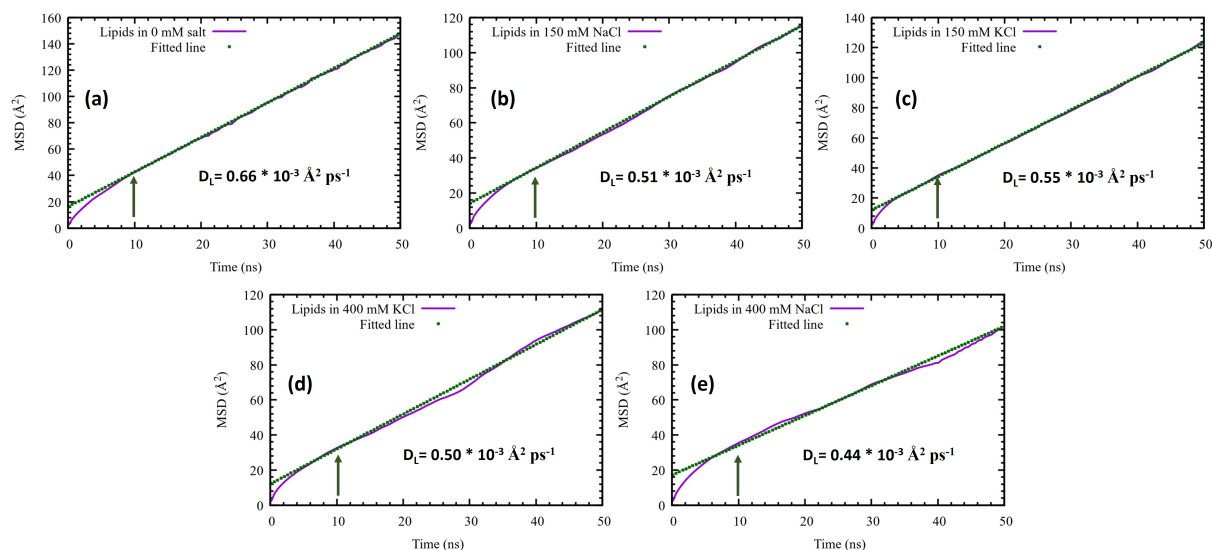 Lipids in 0 mM salt
Fitted line
(a)
D_L= 0.66 * 10⁻³ Å² ps⁻¹
MSD (Å²)
160
140
120
100
80
60
40
20
0
0 10 20 30 40 50
Time (ns)
Lipids in 150 mM NaCl
Fitted line
(b)
D_L= 0.51 * 10⁻³ Å² ps⁻¹
MSD (Å²)
120
100
80
60
40
20
0
0 10 20 30 40 50
Time (ns)
Lipids in 150 mM KCl
Fitted line
(c)
D_L= 0.55 * 10⁻³ Å² ps⁻¹
MSD (Å²)
140
120
100
80
60
40
20
0
0 10 20 30 40 50
Time (ns)
Lipids in 400 mM KCl
Fitted line
(d)
D_L= 0.50 * 10⁻³ Å² ps⁻¹
MSD (Å²)
120
100
80
60
40
20
0
0 10 20 30 40 50
Time (ns)
Lipids in 400 mM NaCl
Fitted line
(e)
D_L= 0.44 * 10⁻³ Å² ps⁻¹
MSD (Å²)
120
100
80
60
40
20
0
0 10 20 30 40 50
Time (ns)